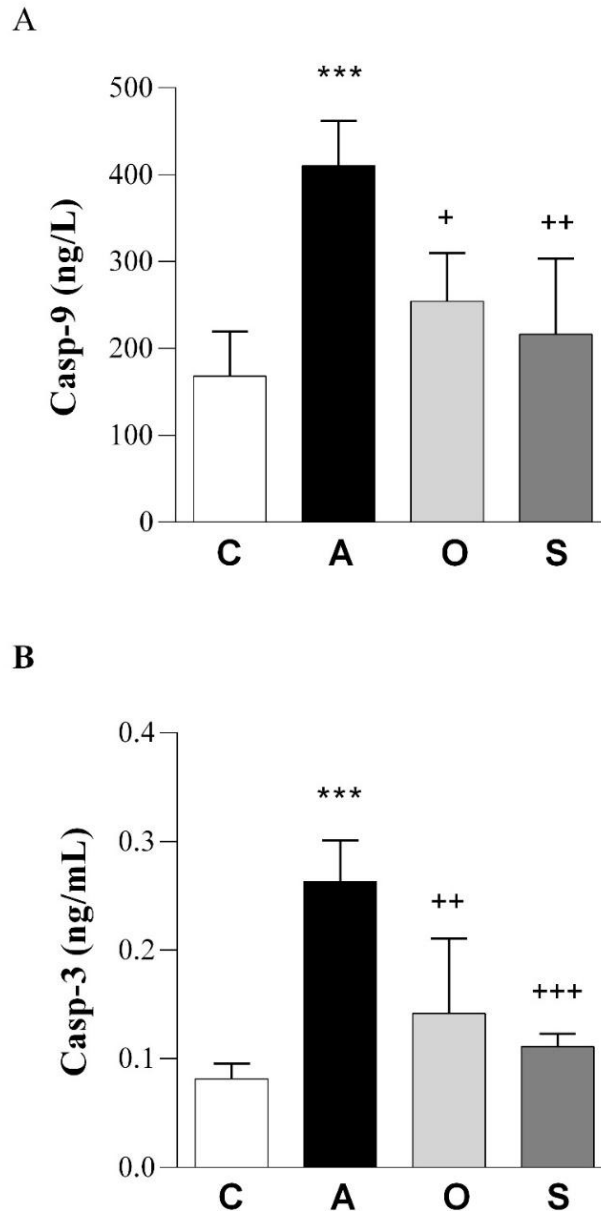 A
Casp-9 (ng/L)
500
400
300
200
100
0
***
+
++
C A O S
B
Casp-3 (ng/mL)
0.4
0.3
0.2
0.1
0.0
***
++
+++
C A O S